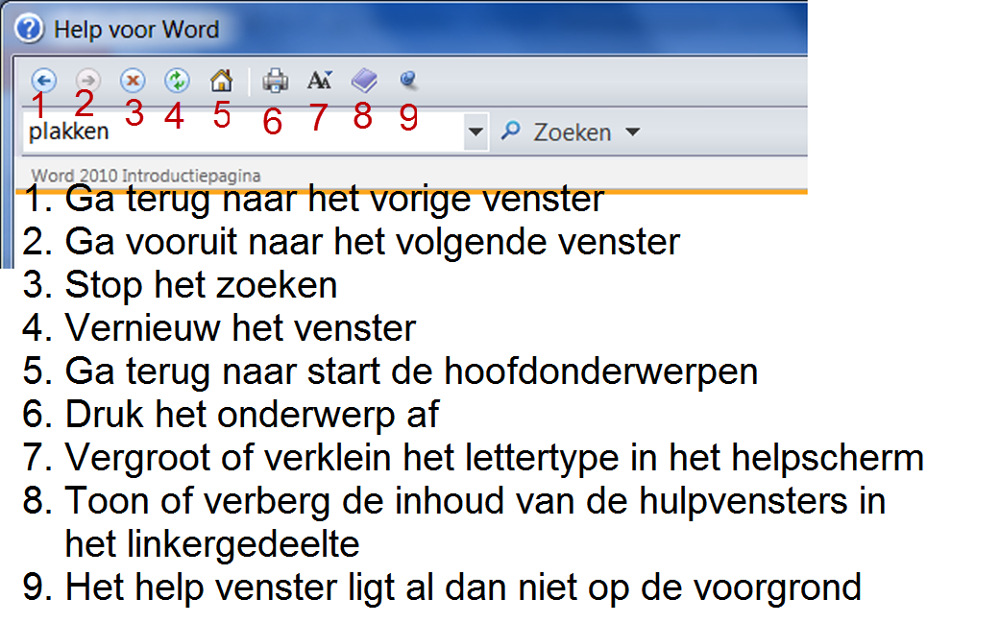 Help voor Word
1 2 3 4 5 6 7 8 9
plakken Zoeken
Word 2010 Introductiepagina
1. Ga terug naar het vorige venster
2. Ga vooruit naar het volgende venster
3. Stop het zoeken
4. Vernieuw het venster
5. Ga terug naar start de hoofdonderwerpen
6. Druk het onderwerp af
7. Vergroot of verklein het lettertype in het helpscherm
8. Toon of verberg de inhoud van de hulpvensters in
het linkergedeelte
9. Het help venster ligt al dan niet op de voorgrond